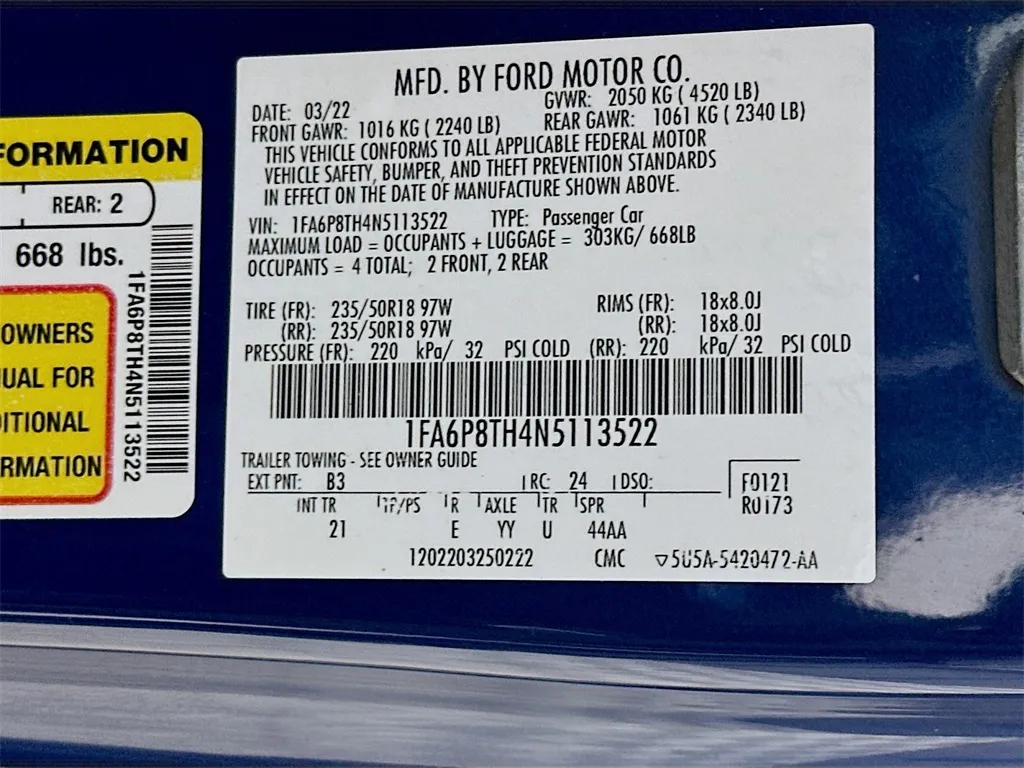 FORMATION
REAR: 2
668 lbs.
OWNERS
UAL FOR
ITIONAL
RMATION
1FA6P8TH4N5113522
MFD. BY FORD MOTOR CO.
DATE: 03/22 GVWR: 2050 KG ( 4520 LB)
FRONT GAWR: 1016 KG ( 2240 LB) REAR GAWR: 1061 KG ( 2340 LB)
THIS VEHICLE CONFORMS TO ALL APPLICABLE FEDERAL MOTOR
VEHICLE SAFETY, BUMPER, AND THEFT PREVENTION STANDARDS
IN EFFECT ON THE DATE OF MANUFACTURE SHOWN ABOVE.
VIN: 1FA6P8TH4N5113522 TYPE: Passenger Car
MAXIMUM LOAD = OCCUPANTS + LUGGAGE = 303KG/ 668LB
OCCUPANTS = 4 TOTAL; 2 FRONT, 2 REAR
TIRE (FR): 235/50R18 97W RIMS (FR): 18x8.0J
(RR): 235/50R18 97W (RR): 18x8.0J
PRESSURE (FR): 220 kPa/ 32 PSI COLD (RR): 220 kPa/ 32 PSI COLD
1FA6P8TH4N5113522
TRAILER TOWING - SEE OWNER GUIDE
EXT PNT: B3 RC: 24 DSO: F0121
R0173
INT TR TP/PS R AXLE TR SPR
21 E YY U 44AA
1202203250222 CMC ▽5U5A-5420472-AA